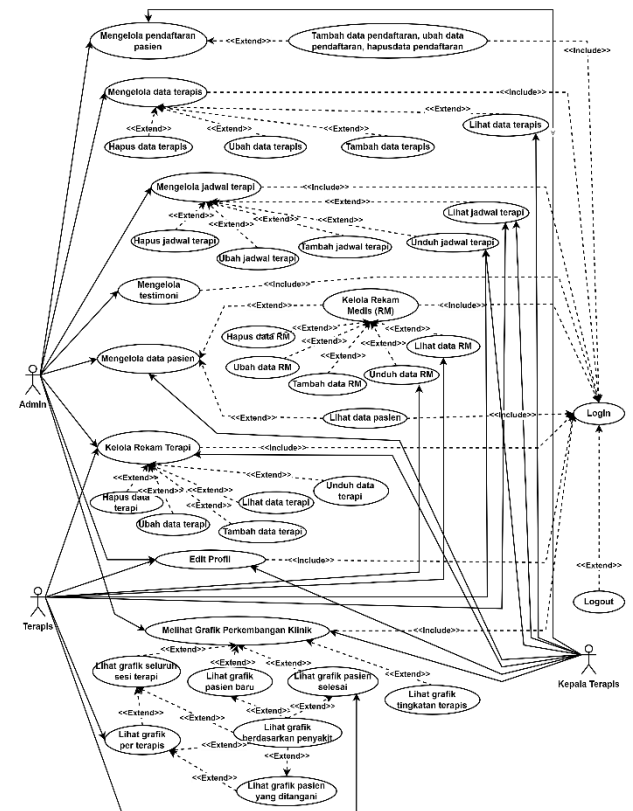 Mengelola pendaftaran
pasien
<<Extend>>
Tambah data pendaftaran, ubah data
pendaftaran, hapusdata pendaftaran
<<Include>>
Mengelola data terapis
<<Include>>
<<Extend>>
<<Extend>>
<<Extend>>
<<Extend>>
Lihat data terapis
Hapus data terapis
Ubah data terapis
Tambah data terapis
Mengelola jadwal terapi
<<Include>>
<<Extend>>
Lihat jadwal terapi
<<Extend>>
<<Extend>>
<<Extend>>
<<Extend>>
Hapus jadwal terapi
Ubah jadwal terapi
Tambah jadwal terapi
Unduh jadwal terapi
Mengelola
testimoni
<<Include>>
<<Extend>>
Kelola Rekam
Medis (RM)
<<Include>>
Hapus data RM
<<Extend>>
<<Extend>>
Lihat data RM
Mengelola data pasien
Ubah data RM
<<Extend>>
<<Extend>>
<<Extend>>
Tambah data RM
Unduh data RM
Admin
<<Extend>>
Lihat data pasien
<<Include>>
Login
Kelola Rekam Terapi
<<Include>>
<<Extend>>
<<Extend>>
<<Extend>>
<<Extend>>
<<Extend>>
Unduh data
terapi
Hapus data
terapi
Lihat data terapi
Ubah data terapi
Tambah data terapi
Edit Profil
<<Include>>
<<Extend>>
Logout
Terapis
Melihat Grafik Perkembangan Klinik
<<Include>>
Kepala Terapis
<<Extend>>
<<Extend>>
<<Extend>>
<<Extend>>
Lihat grafik seluruh
sesi terapi
Lihat grafik
pasien baru
Lihat grafik pasien
selesai
Lihat grafik
tingkatan terapis
<<Extend>>
<<Extend>>
<<Extend>>
<<Extend>>
Lihat grafik
per terapis
<<Extend>>
Lihat grafik
berdasarkan penyakit
<<Extend>>
<<Extend>>
Lihat grafik pasien
yang ditangani